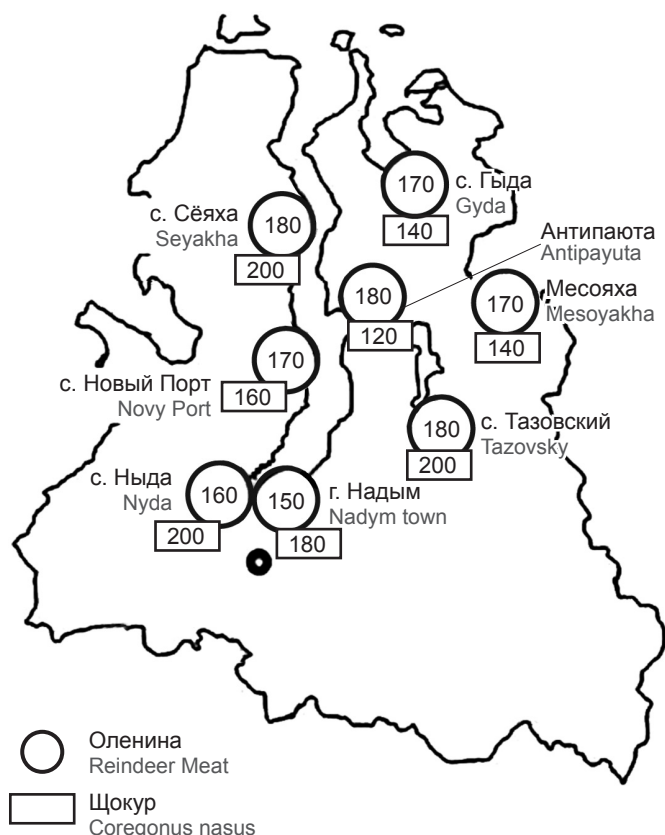 170
с. Гыда
Gyda
140
с. Сёяха
Seyakha
180
200
Антипаюта
Antipayuta
180
120
170
Месояха
Mesoyakha
140
170
с. Новый Порт
Novy Port
160
180
с. Тазовский
Tazovsky
200
с. Ныда
Nyda
160
200
150
г. Надым
Nadym town
180
Оленина
Reindeer Meat
Щокур
Coregonus nasus